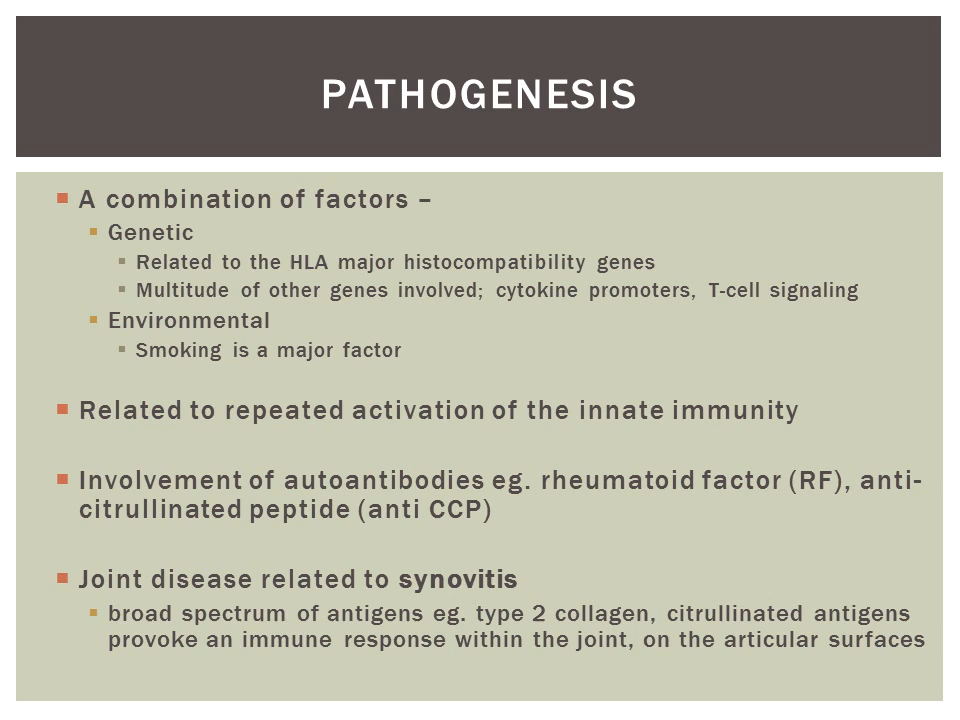 PATHOGENESIS
A combination of factors –
Genetic
Related to the HLA major histocompatibility genes
Multitude of other genes involved; cytokine promoters, T-cell signaling
Environmental
Smoking is a major factor
Related to repeated activation of the innate immunity
Involvement of autoantibodies eg. rheumatoid factor (RF), anti-
citrullinated peptide (anti CCP)
Joint disease related to synovitis
broad spectrum of antigens eg. type 2 collagen, citrullinated antigens
provoke an immune response within the joint, on the articular surfaces